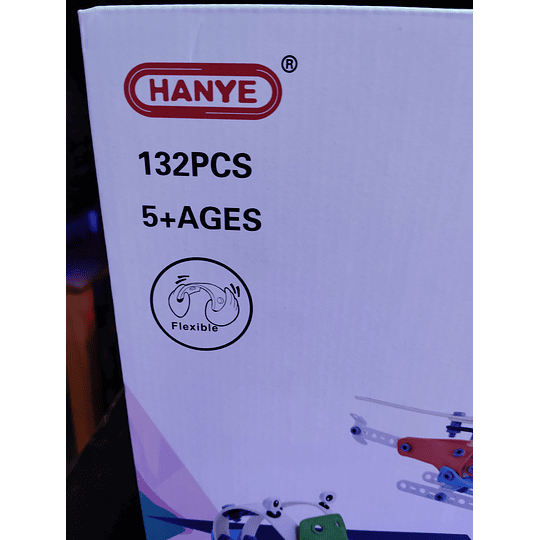 HANYE®
132PCS
5+AGES
Flexible